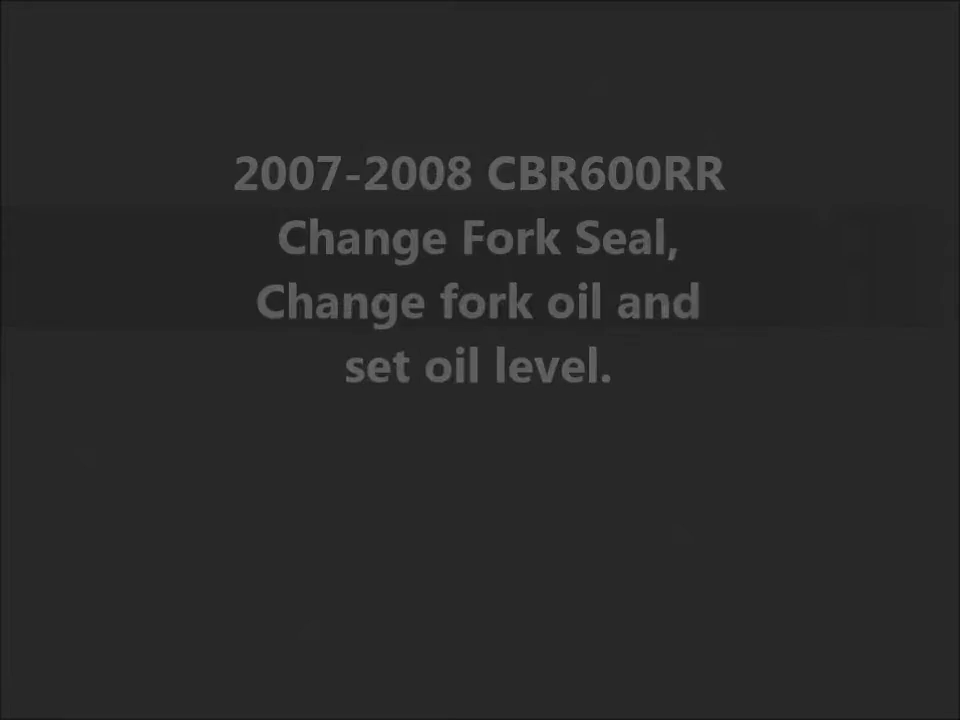 2007-2008 CBR600RR
Change Fork Seal,
Change fork oil and
set oil level.